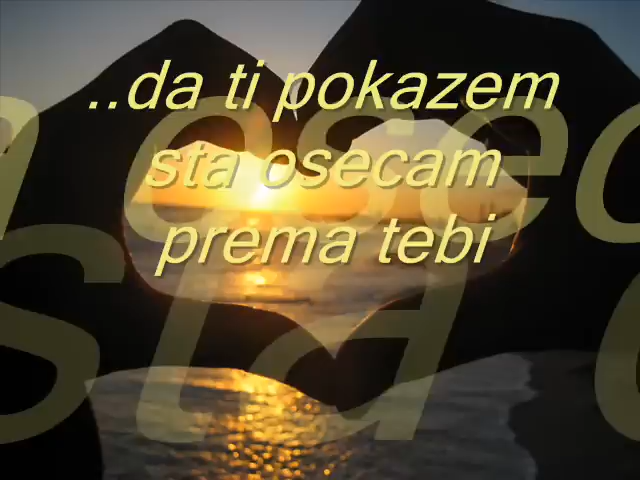 ..da ti pokazem
sta osecam
prema tebi